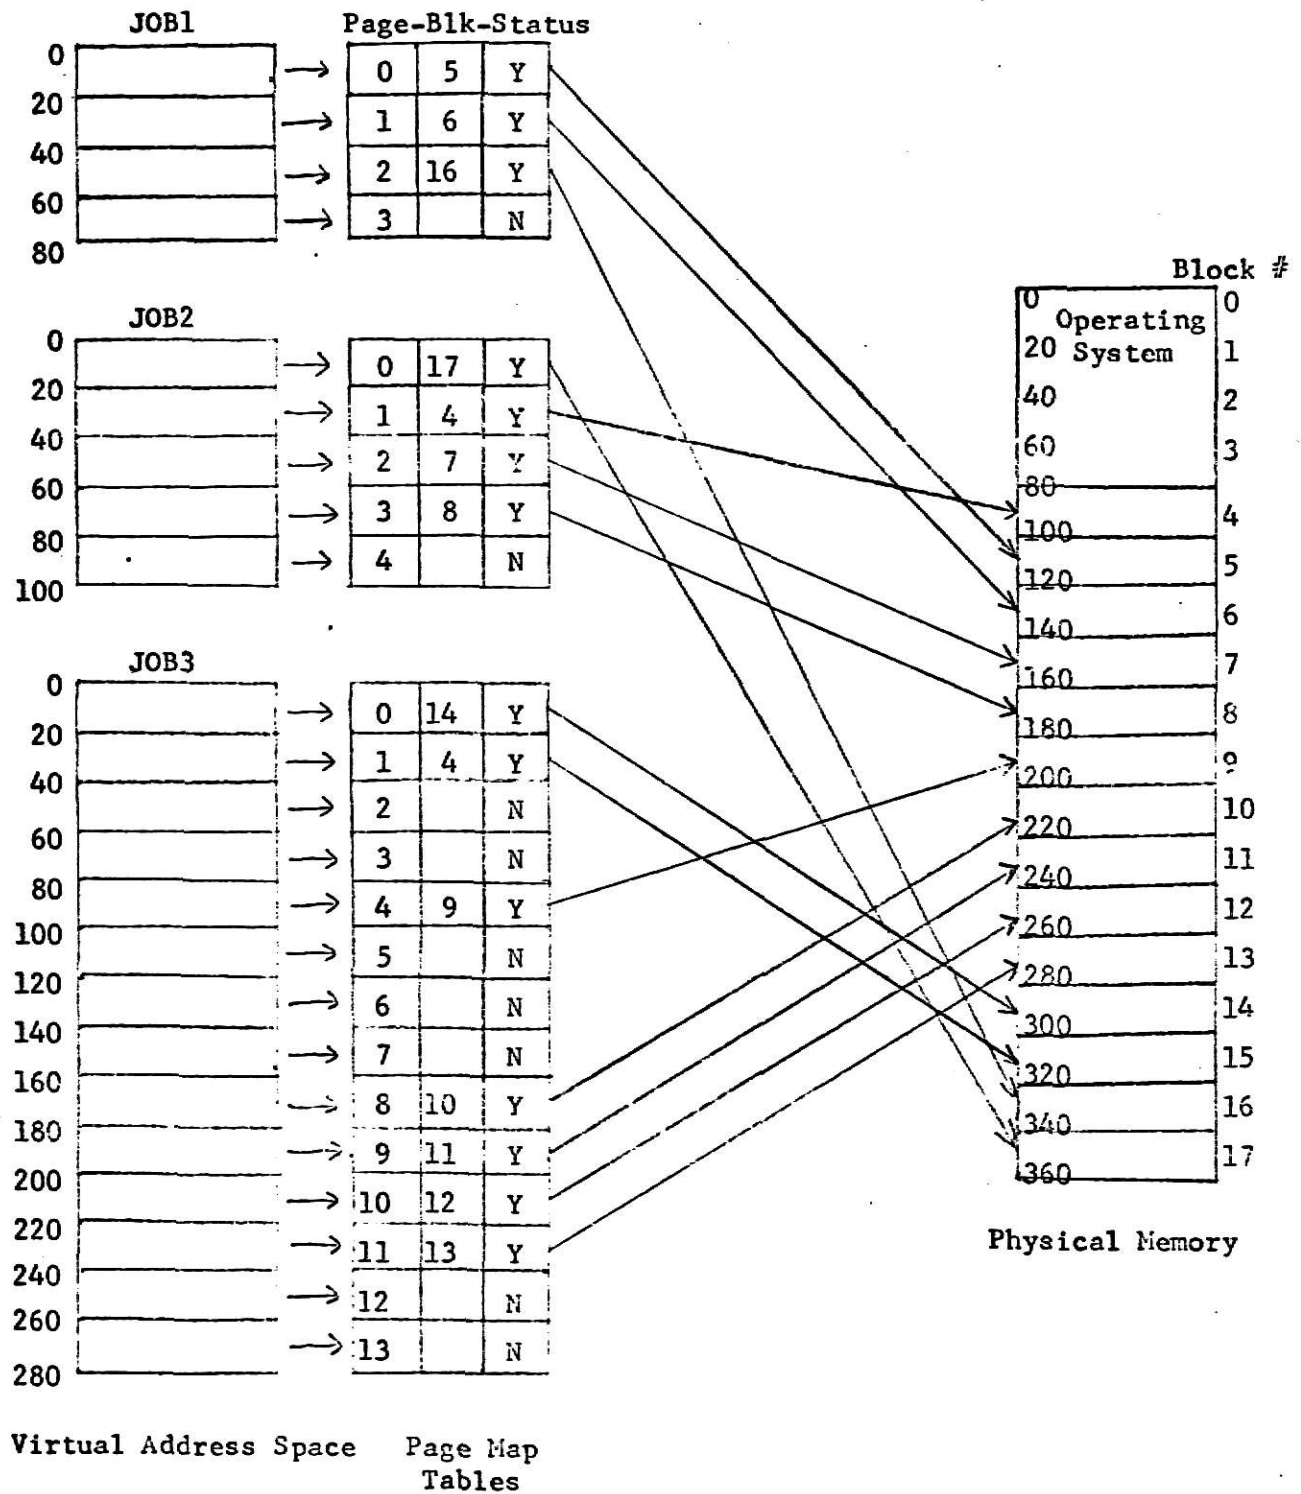 JOB1
Page-Blk-Status
0
0 5 Y
20
1 6 Y
40
2 16 Y
60
3 N
80
JOB2
0
0 17 Y
20
1 4 Y
40
2 7 Y
60
3 8 Y
80
4 N
100
JOB3
0
0 14 Y
20
1 4 Y
40
2 N
60
3 N
80
4 9 Y
100
5 N
120
6 N
140
7 N
160
8 10 Y
180
9 11 Y
200
10 12 Y
220
11 13 Y
240
12 N
260
13 N
280
Virtual Address Space
Page Map
Tables
Block #
0 0
Operating
20 System 1
40 2
60 3
80
4
100
5
120
6
140
7
160
8
180
9
200
10
220
11
240
12
260
13
280
14
300
15
320
16
340
17
360
Physical Memory